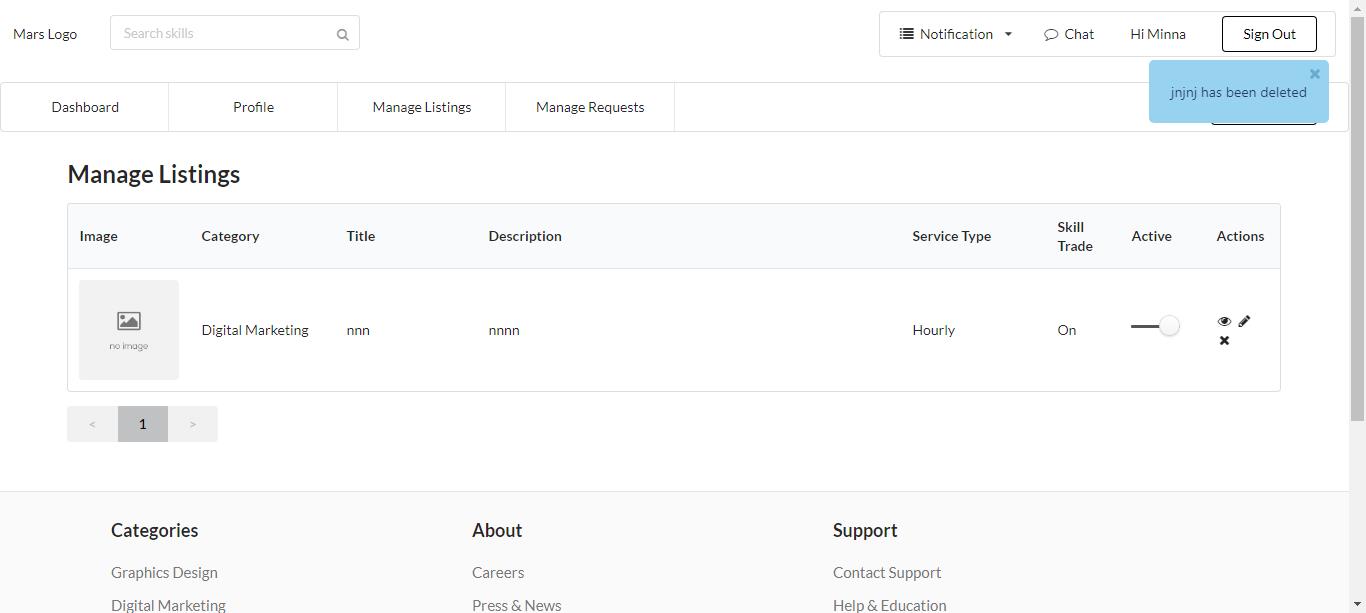 Mars Logo
Search skills
Notification
Chat
Hi Minna
Sign Out
jnjnj has been deleted
Dashboard
Profile
Manage Listings
Manage Requests
Manage Listings
Image
Category
Title
Description
Service Type
Skill
Trade
Active
Actions
no image
Digital Marketing
nnn
nnnn
Hourly
On
<
1
>
Categories
About
Support
Graphics Design
Careers
Contact Support
Digital Marketing
Press & News
Help & Education